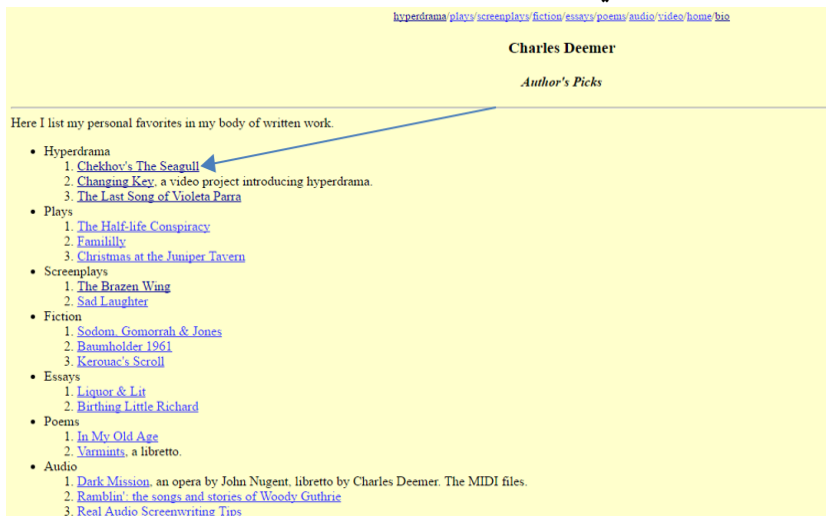 hyperdrama/plays/screenplays/fiction/essays/poems/audio/video/home/bio
Charles Deemer
Author's Picks
Here I list my personal favorites in my body of written work.
• Hyperdrama
1. Chekhov's The Seagull
2. Changing Key, a video project introducing hyperdrama.
3. The Last Song of Violeta Parra
• Plays
1. The Half-life Conspiracy
2. Famililly
3. Christmas at the Juniper Tavern
• Screenplays
1. The Brazen Wing
2. Sad Laughter
• Fiction
1. Sodom, Gomorrah & Jones
2. Baumholder 1961
3. Kerouac's Scroll
• Essays
1. Liquor & Lit
2. Birthing Little Richard
• Poems
1. In My Old Age
2. Varmints, a libretto.
• Audio
1. Dark Mission, an opera by John Nugent, libretto by Charles Deemer. The MIDI files.
2. Ramblin': the songs and stories of Woody Guthrie
3. Real Audio Screenwriting Tips